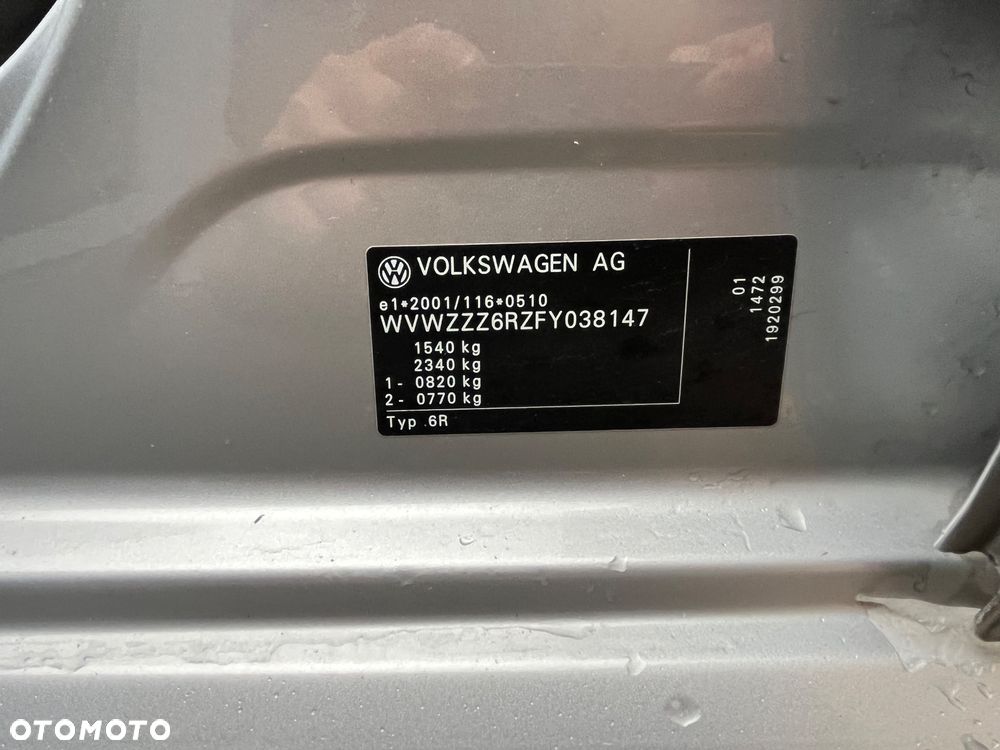 VOLKSWAGEN AG
e1*2001/116*0510
WVWZZZ6RZFY038147
1540 kg
2340 kg
1 - 0820 kg
2 - 0770 kg
Typ 6R
01
1472
1920299
OTOMOTO